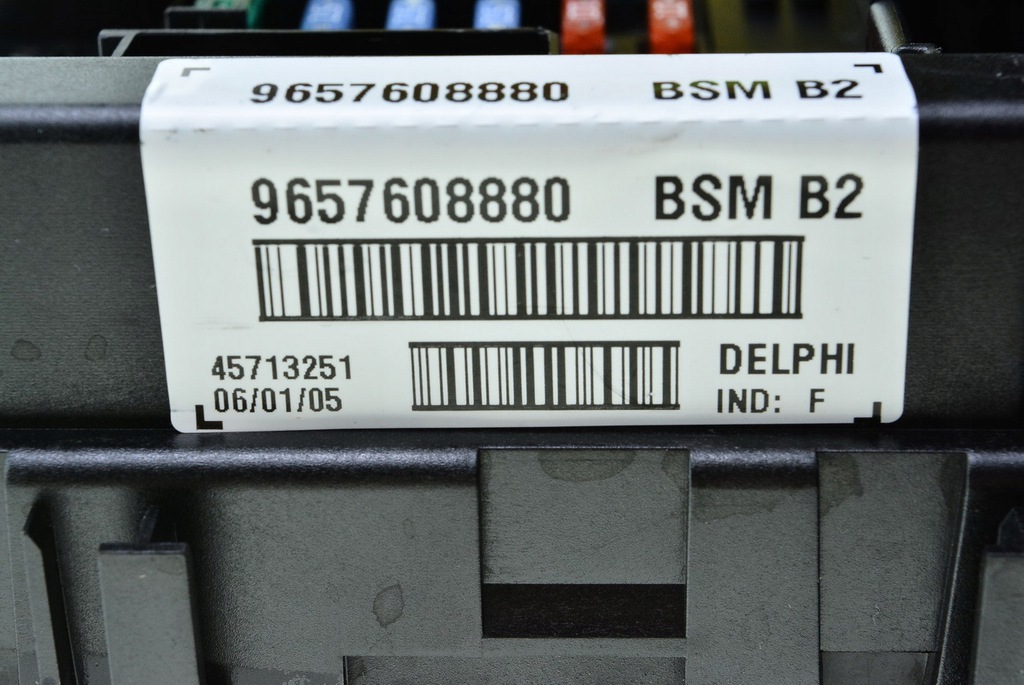 9657608880 BSM B2
9657608880 BSM B2
45713251 DELPHI
06/01/05 IND: F